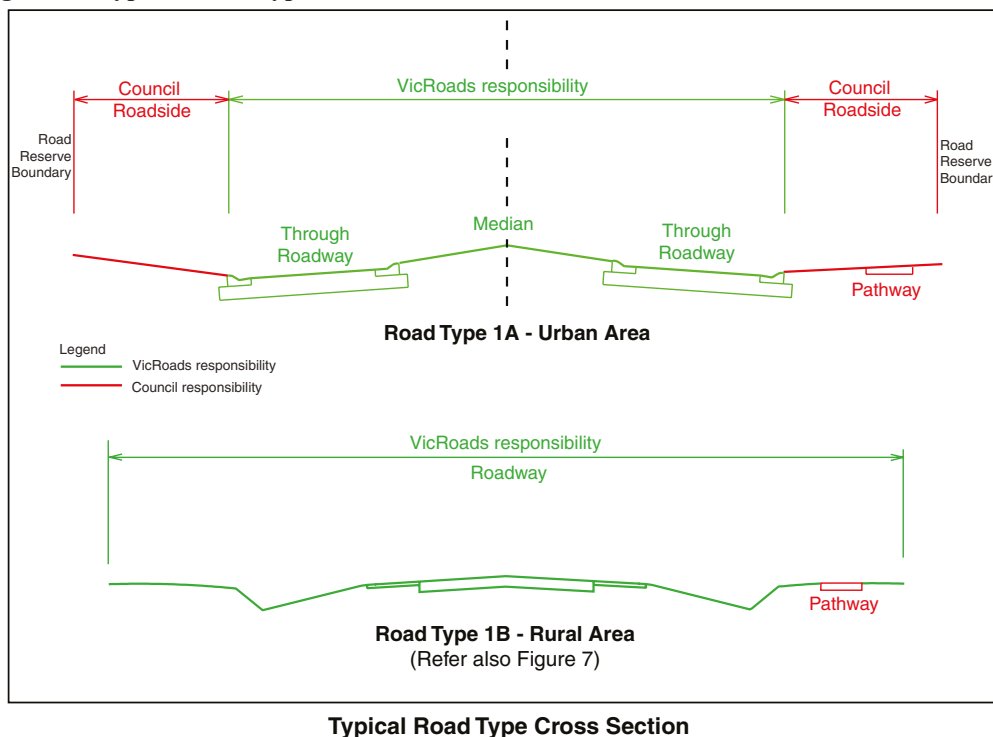 Council
Roadside
VicRoads responsibility
Council
Roadside
Road
Reserve
Boundary
Road
Reserve
Boundar
Through
Roadway
Median
Through
Roadway
Pathway
Road Type 1A - Urban Area
Legend
VicRoads responsibility
Council responsibility
VicRoads responsibility
Roadway
Pathway
Road Type 1B - Rural Area
(Refer also Figure 7)
Typical Road Type Cross Section